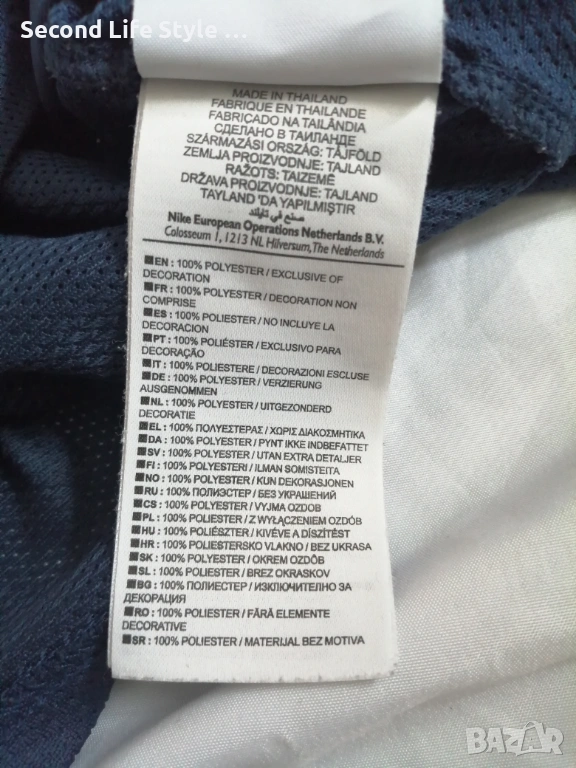 Second Life Style ...
MADE IN THAILAND
FABRIQUE EN THAILANDE
FABRICADO NA TAILÂNDIA
СДЕЛАНО В ТАИЛАНДЕ
SZÁRMAZÁSI ORSZÁG: TÁJFÖLD
ZEMLJA PROIZVODNJE: TAJLAND
RAŽOTS: TAIZEMĒ
DRŽAVA PROIZVODNJE: TAJLAND
TAYLAND 'DA YAPILMIŞTIR
صنع في تايلند
Nike European Operations Netherlands B.V.
Colosseum 1, 1213 NL Hilversum, The Netherlands
■EN : 100% POLYESTER / EXCLUSIVE OF
DECORATION
■FR : 100% POLYESTER / DECORATION NON
COMPRISE
■ES : 100% POLIESTER / NO INCLUYE LA
DECORACION
■PT : 100% POLIÉSTER / EXCLUSIVO PARA
DECORAÇÃO
■IT : 100% POLIESTERE / DECORAZIONI ESCLUSE
■DE : 100% POLYESTER / VERZIERUNG
AUSGENOMMEN
■NL : 100% POLYESTER / UITGEZONDERD
DECORATIE
■EL : 100% ΠΟΛΥΕΣΤΕΡΑΣ / ΧΩΡΙΣ ΔΙΑΚΟΣΜΗΤΙΚΑ
■DA : 100% POLYESTER / PYNT IKKE INDBEFATTET
■SV : 100% POLYESTER / UTAN EXTRA DETALJER
■FI : 100% POLYESTERI / ILMAN SOMISTEITA
■NO : 100% POLYESTER / KUN DEKORASJONEN
■RU : 100% ПОЛИЭСТЕР / БЕЗ УКРАШЕНИЙ
■CS : 100% POLYESTER / VYJMA OZDOB
■PL : 100% POLIESTER / Z WYŁĄCZENIEM OZDÓB
■HU : 100% POLIÉSZTER / KIVÉVE A DÍSZÍTÉST
■HR : 100% POLIESTERSKO VLAKNO / BEZ UKRASA
■SK : 100% POLYESTER / OKREM OZDÔB
■SL : 100% POLIESTER / BREZ OKRASKOV
■BG : 100% ПОЛИЕСТЕР / ИЗКЛЮЧИТЕЛНО ЗА
ДЕКОРАЦИЯ
■RO : 100% POLIESTER / FĂRĂ ELEMENTE
DECORATIVE
■SR : 100% POLIESTER / MATERIJAL BEZ MOTIVA
BAZAR